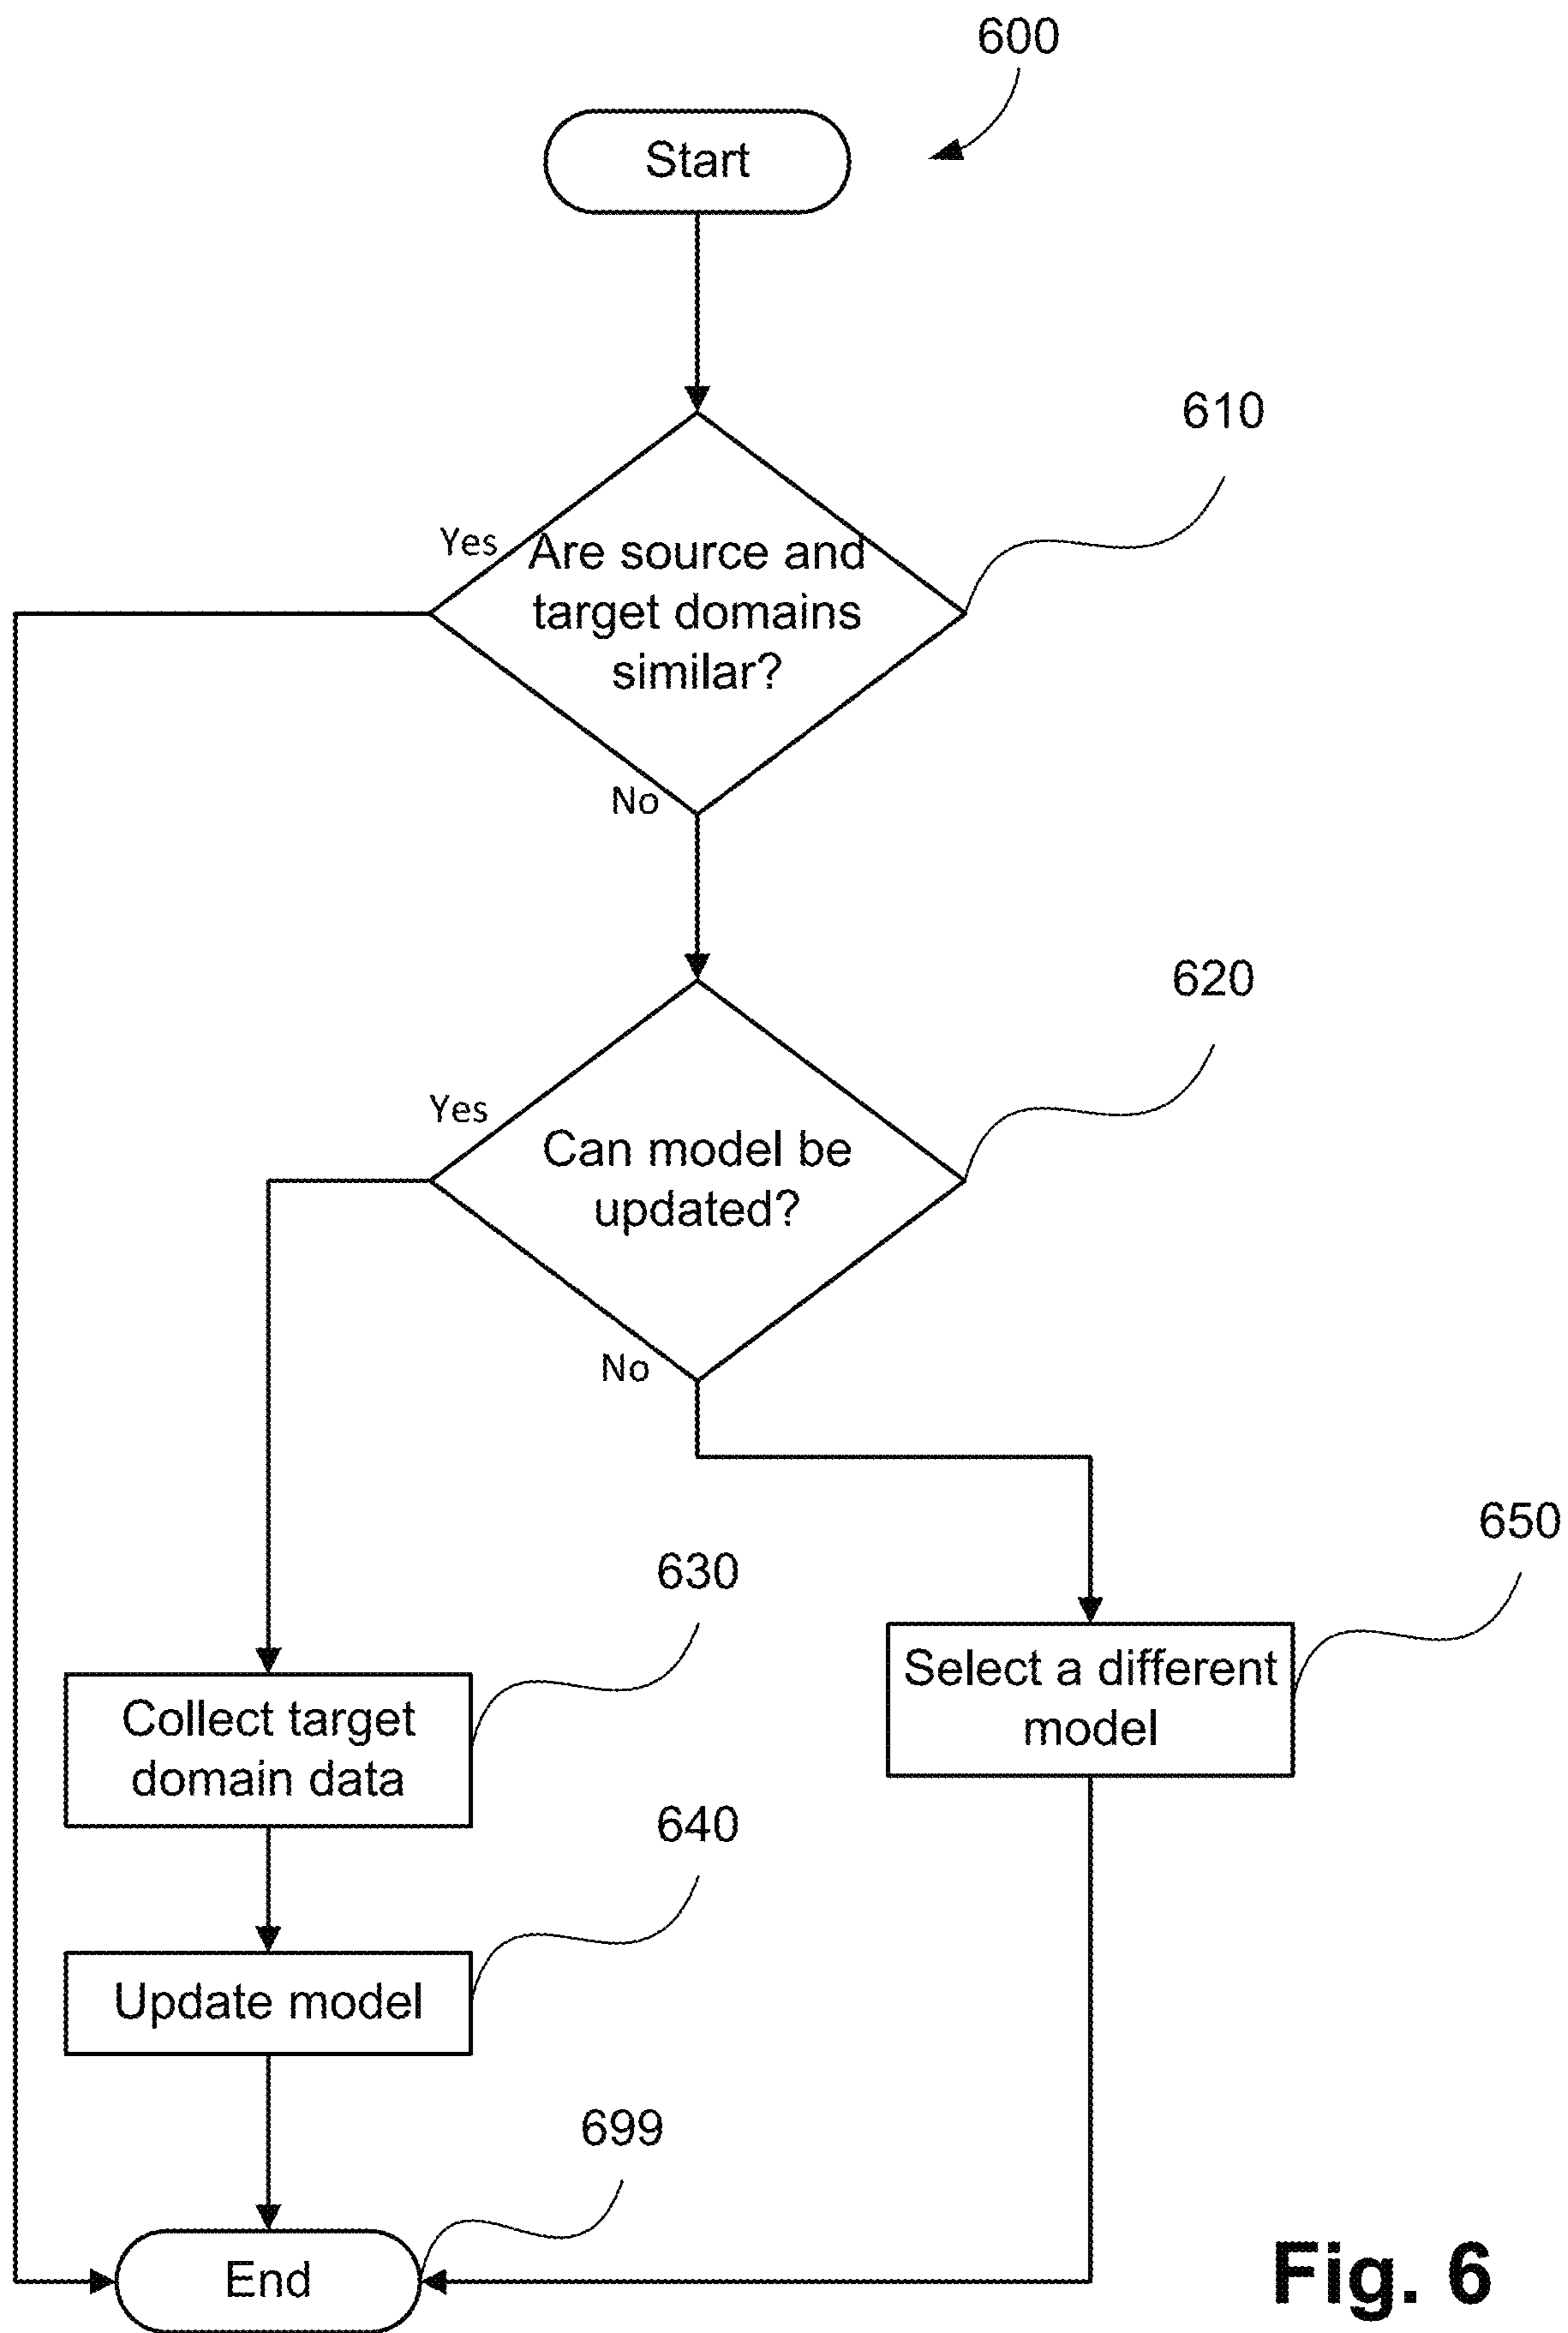 600
Start
610
Yes
Are source and
target domains
similar?
No
620
Yes
Can model be
updated?
No
650
630
Select a different
model
Collect target
domain data
640
Update model
699
End
Fig. 6